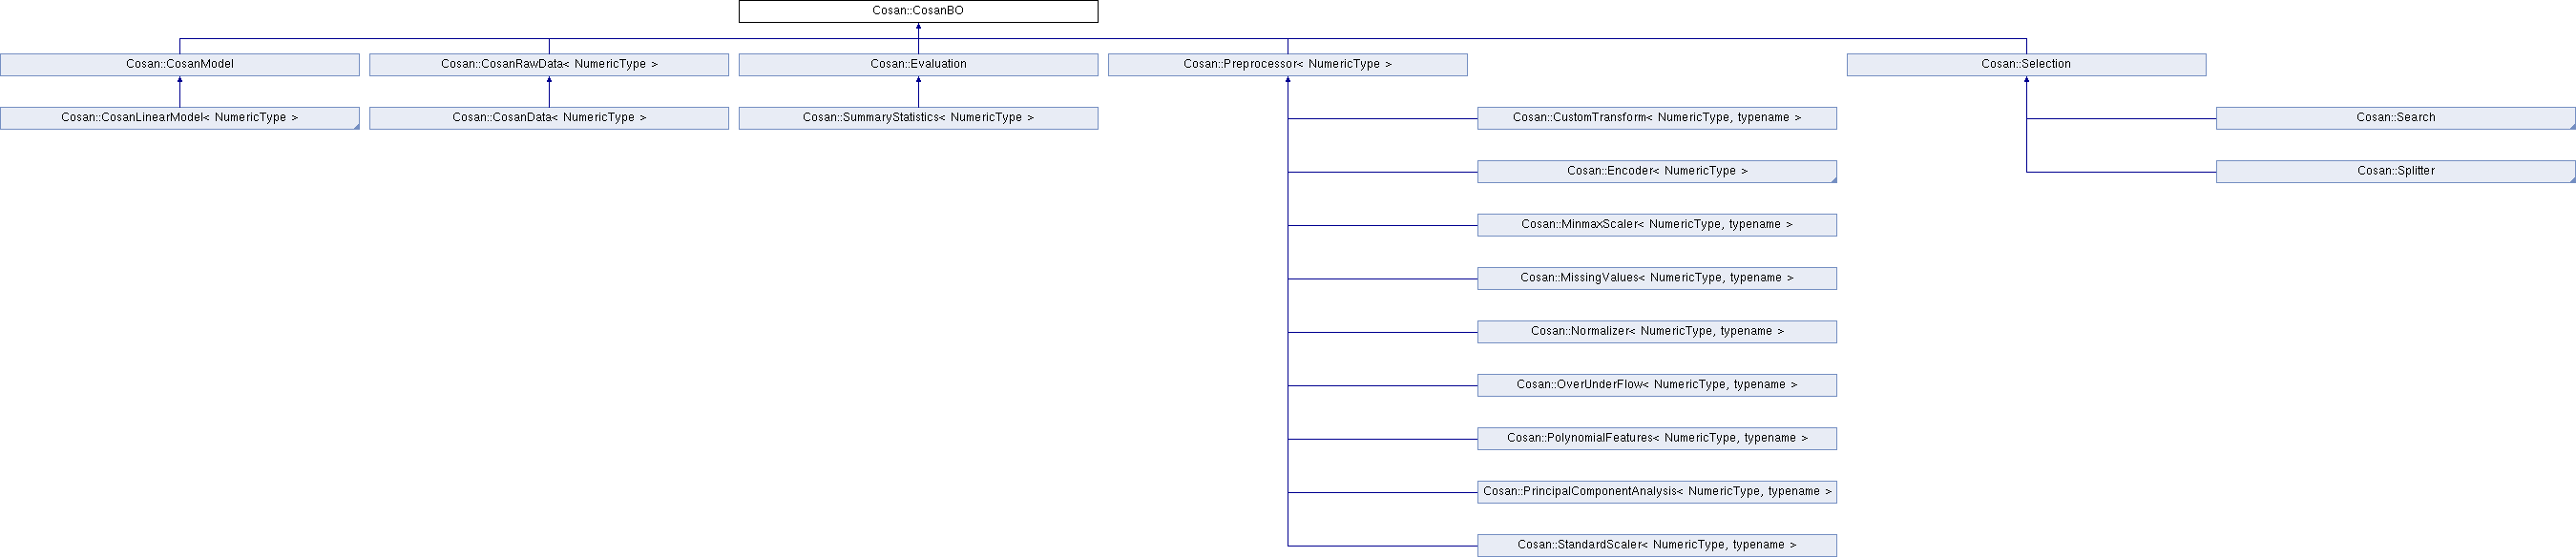 Cosan::CosanBO
Cosan::CosanModel
Cosan::CosanRawData< NumericType >
Cosan::Evaluation
Cosan::Preprocessor< NumericType >
Cosan::Selection
Cosan::CosanLinearModel< NumericType >
Cosan::CosanData< NumericType >
Cosan::SummaryStatistics< NumericType >
Cosan::CustomTransform< NumericType, typename >
Cosan::Search
Cosan::Encoder< NumericType >
Cosan::Splitter
Cosan::MinmaxScaler< NumericType, typename >
Cosan::MissingValues< NumericType, typename >
Cosan::Normalizer< NumericType, typename >
Cosan::OverUnderFlow< NumericType, typename >
Cosan::PolynomialFeatures< NumericType, typename >
Cosan::PrincipalComponentAnalysis< NumericType, typename >
Cosan::StandardScaler< NumericType, typename >